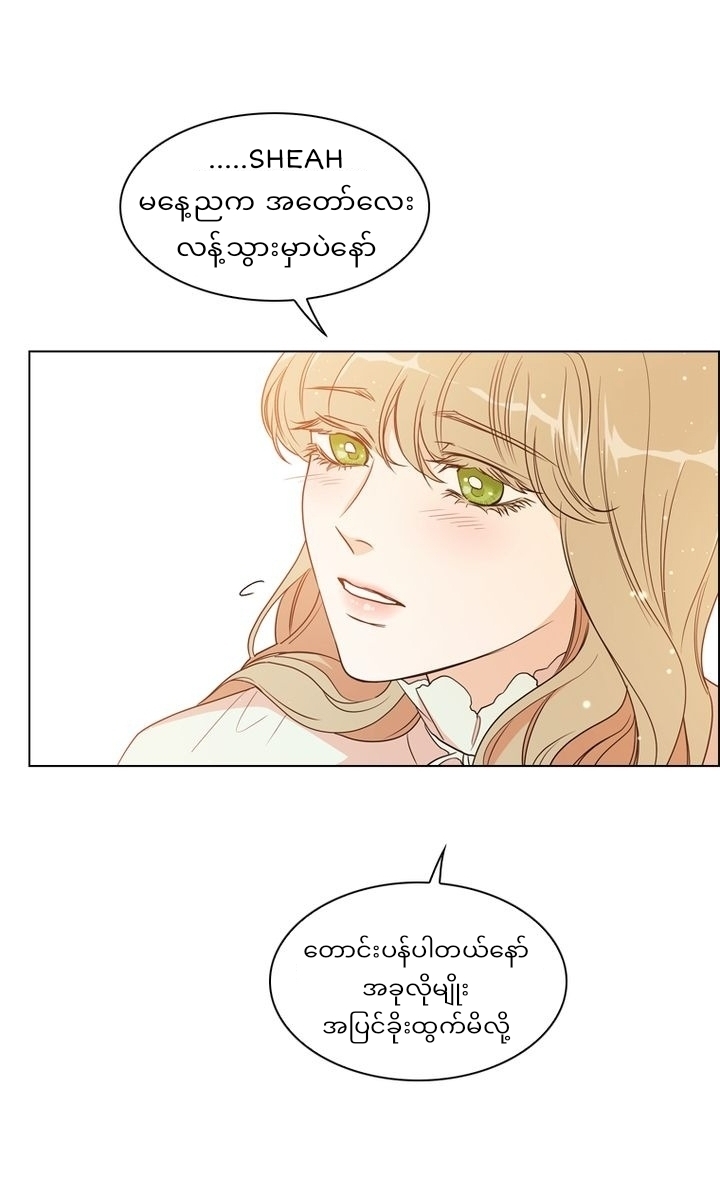 .....SHEAH
မနေ့ညက အတော်လေး
လန့်သွားမှာပဲနော်
တောင်းပန်ပါတယ်နော်
အခုလိုမျိုး
အပြင်ခိုးထွက်မိလို့